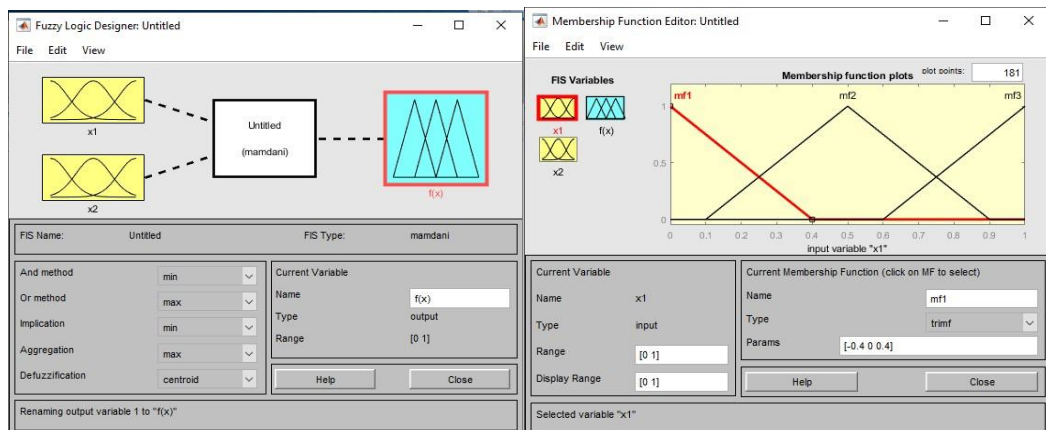 Fuzzy Logic Designer: Untitled
File Edit View
x1
x2
Untitled
(mamdani)
f(x)
FIS Name: Untitled FIS Type: mamdani
And method min
Or method max
Implication min
Aggregation max
Defuzzification centroid
Current Variable
Name f(x)
Type output
Range [0 1]
Help Close
Renaming output variable 1 to "f(x)"
Membership Function Editor: Untitled
File Edit View
FIS Variables
x1
f(x)
x2
Membership function plots plot points: 181
mf1 mf2 mf3
1
0.5
0
0 0.1 0.2 0.3 0.4 0.5 0.6 0.7 0.8 0.9 1
input variable "x1"
Current Variable
Name x1
Type input
Range [0 1]
Display Range [0 1]
Current Membership Function (click on MF to select)
Name mf1
Type trimf
Params [-0.4 0 0.4]
Help Close
Selected variable "x1"